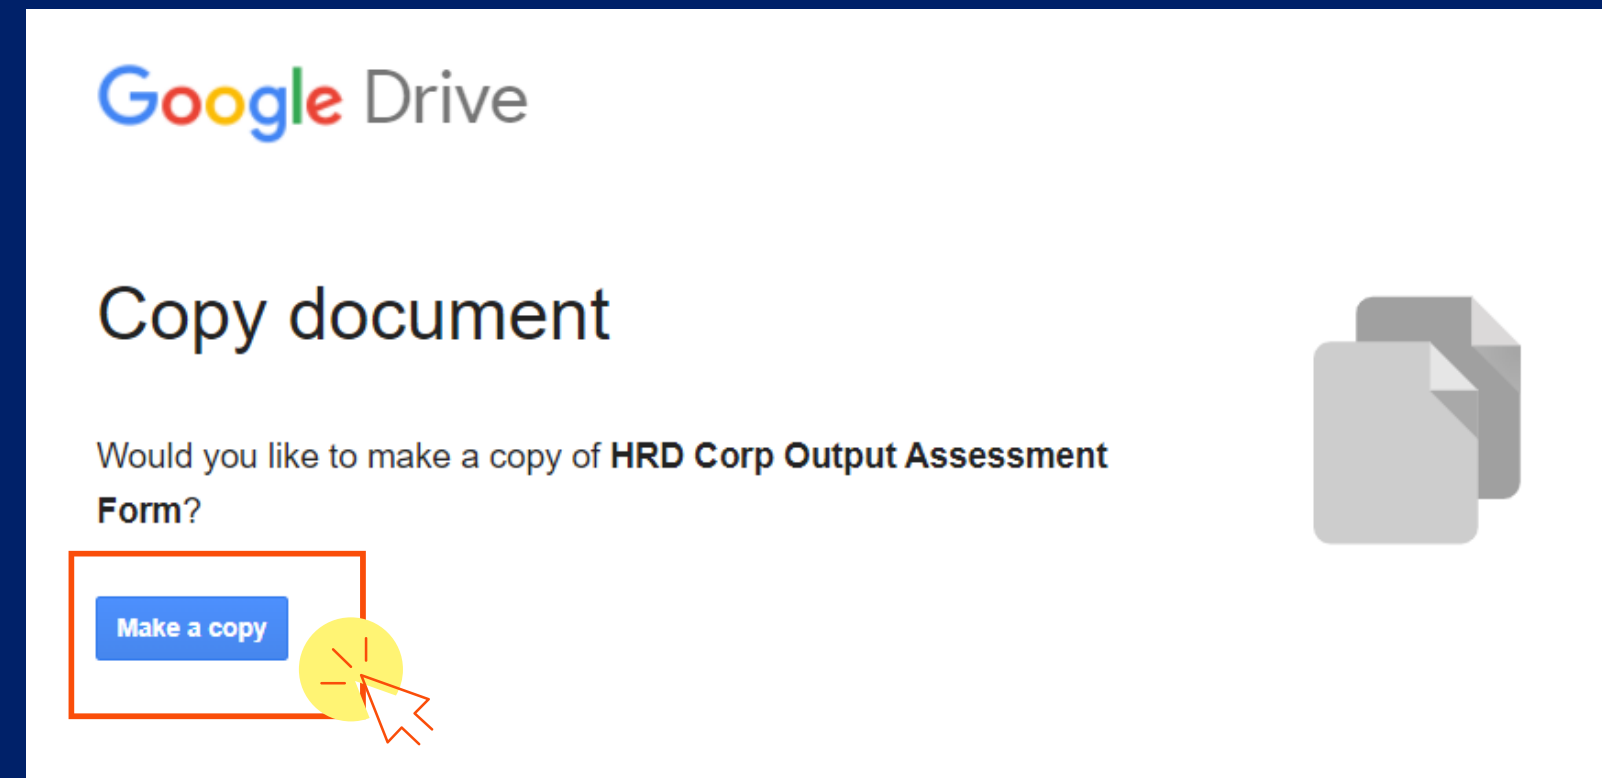 Google Drive
Copy document
Would you like to make a copy of HRD Corp Output Assessment
Form?
Make a copy